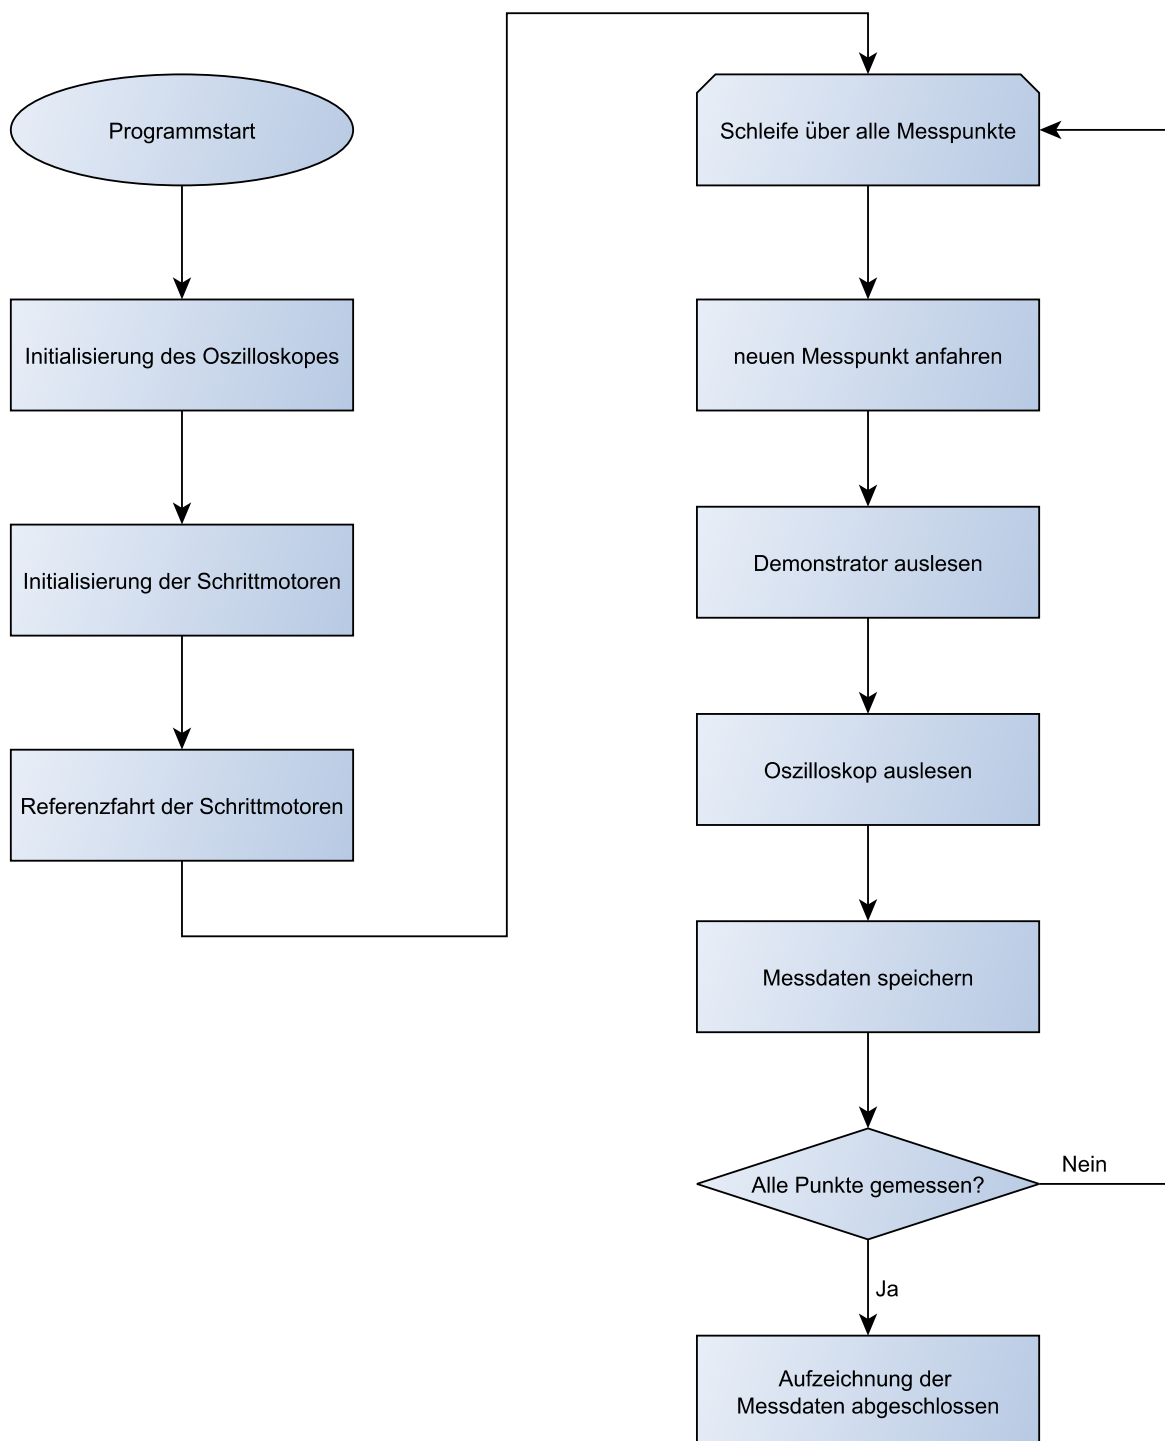 Programmstart
Initialisierung des Oszilloskopes
Initialisierung der Schrittmotoren
Referenzfahrt der Schrittmotoren
Schleife über alle Messpunkte
neuen Messpunkt anfahren
Demonstrator auslesen
Oszilloskop auslesen
Messdaten speichern
Alle Punkte gemessen?
Nein
Ja
Aufzeichnung der
Messdaten abgeschlossen